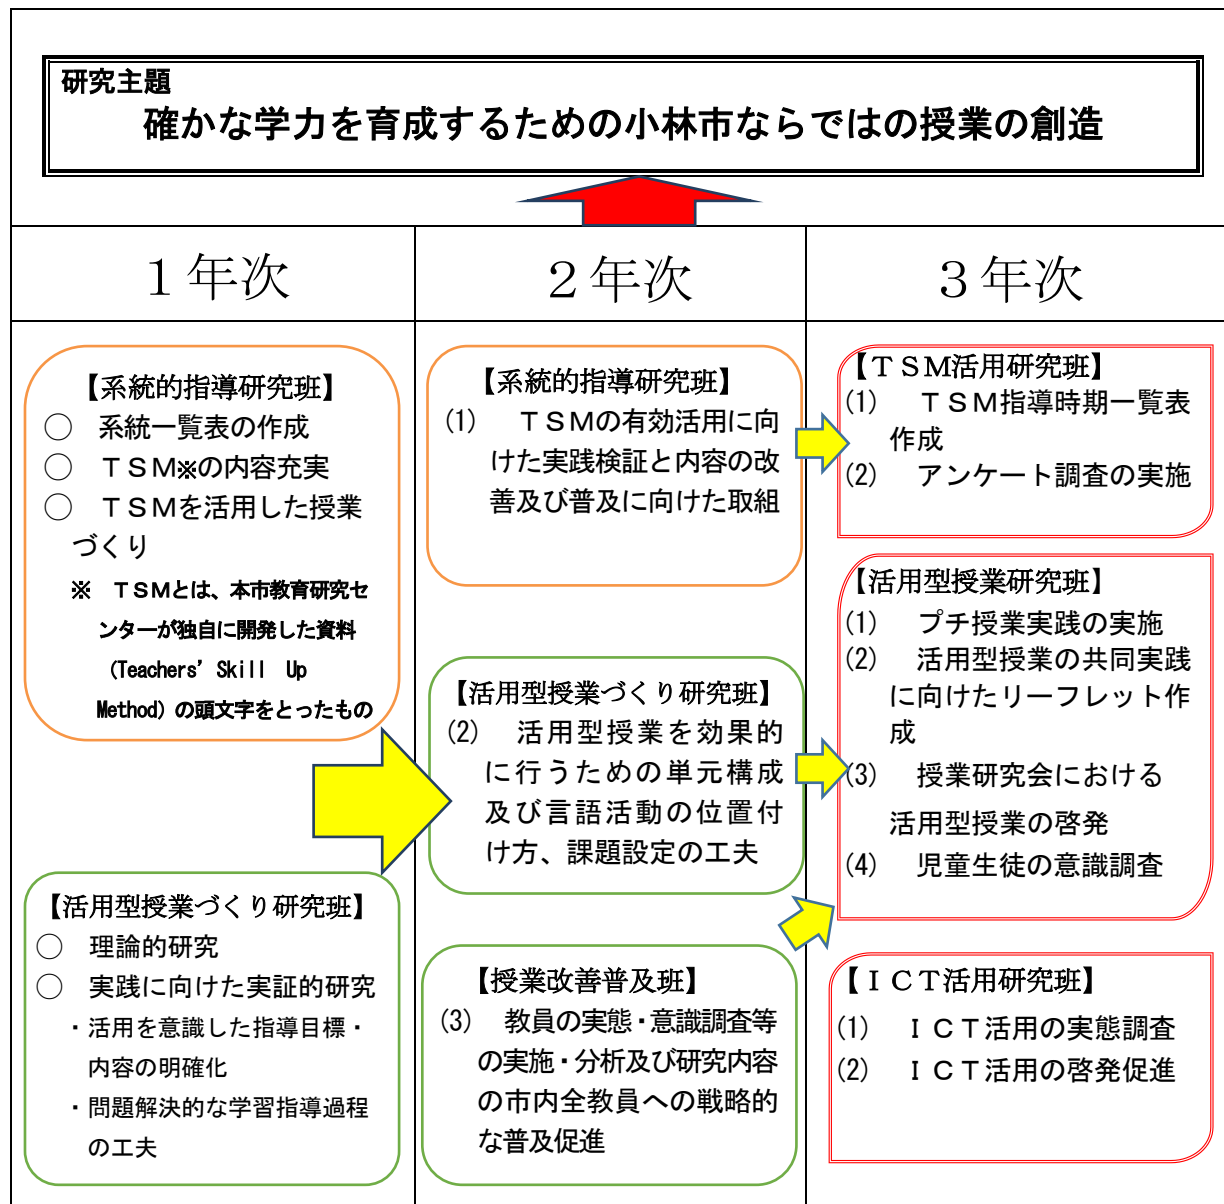 研究主題
確かな学力を育成するための小林市ならではの授業の創造
１年次
２年次
３年次
【系統的指導研究班】
○　系統一覧表の作成
○　ＴＳＭ※の内容充実
○　ＴＳＭを活用した授業
づくり
※　ＴＳＭとは、本市教育研究セ
ンターが独自に開発した資料
(Teachers’ Skill　Up
Method) の頭文字をとったもの
【活用型授業づくり研究班】
○　理論的研究
○　実践に向けた実証的研究
・活用を意識した指導目標・
内容の明確化
・問題解決的な学習指導過程
の工夫
【系統的指導研究班】
(1)　ＴＳＭの有効活用に向
けた実践検証と内容の改
善及び普及に向けた取組
【活用型授業づくり研究班】
(2)　活用型授業を効果的
に行うための単元構成
及び言語活動の位置付
け方、課題設定の工夫
【授業改善普及班】
(3)　教員の実態・意識調査等
の実施・分析及び研究内容
の市内全教員への戦略的
な普及促進
【ＴＳＭ活用研究班】
(1)　ＴＳＭ指導時期一覧表
作成
(2)　アンケート調査の実施
【活用型授業研究班】
(1)　プチ授業実践の実施
(2)　活用型授業の共同実践
に向けたリーフレット作
成
(3)　授業研究会における
活用型授業の啓発
(4)　児童生徒の意識調査
【ＩＣＴ活用研究班】
(1)　ＩＣＴ活用の実態調査
(2)　ＩＣＴ活用の啓発促進